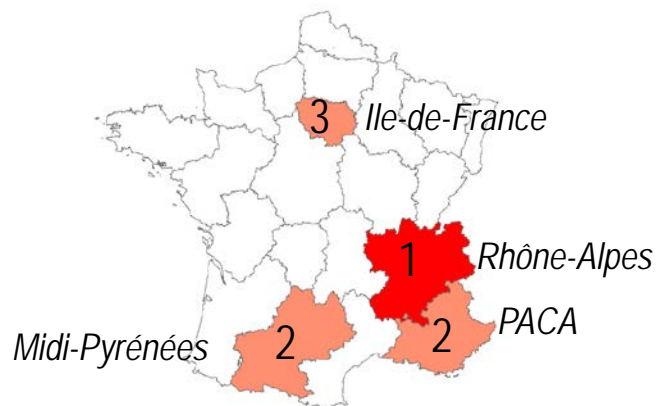 3 Ile-de-France
1
Rhône-Alpes
PACA
Midi-Pyrénées 2
2